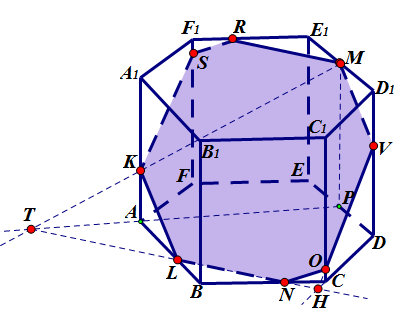 F₁ R E₁
S M
A₁ D₁
B₁ C₁ V
K F E
T A P
D
L O
B N C
H